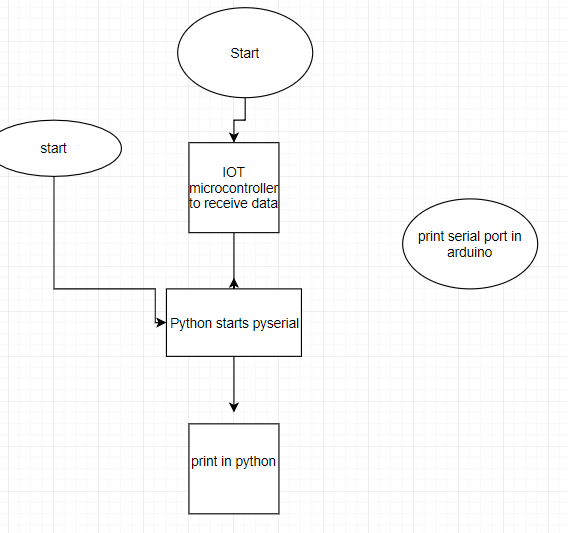 Start
start
IOT
microcontroller
to receive data
print serial port in
arduino
Python starts pyserial
print in python